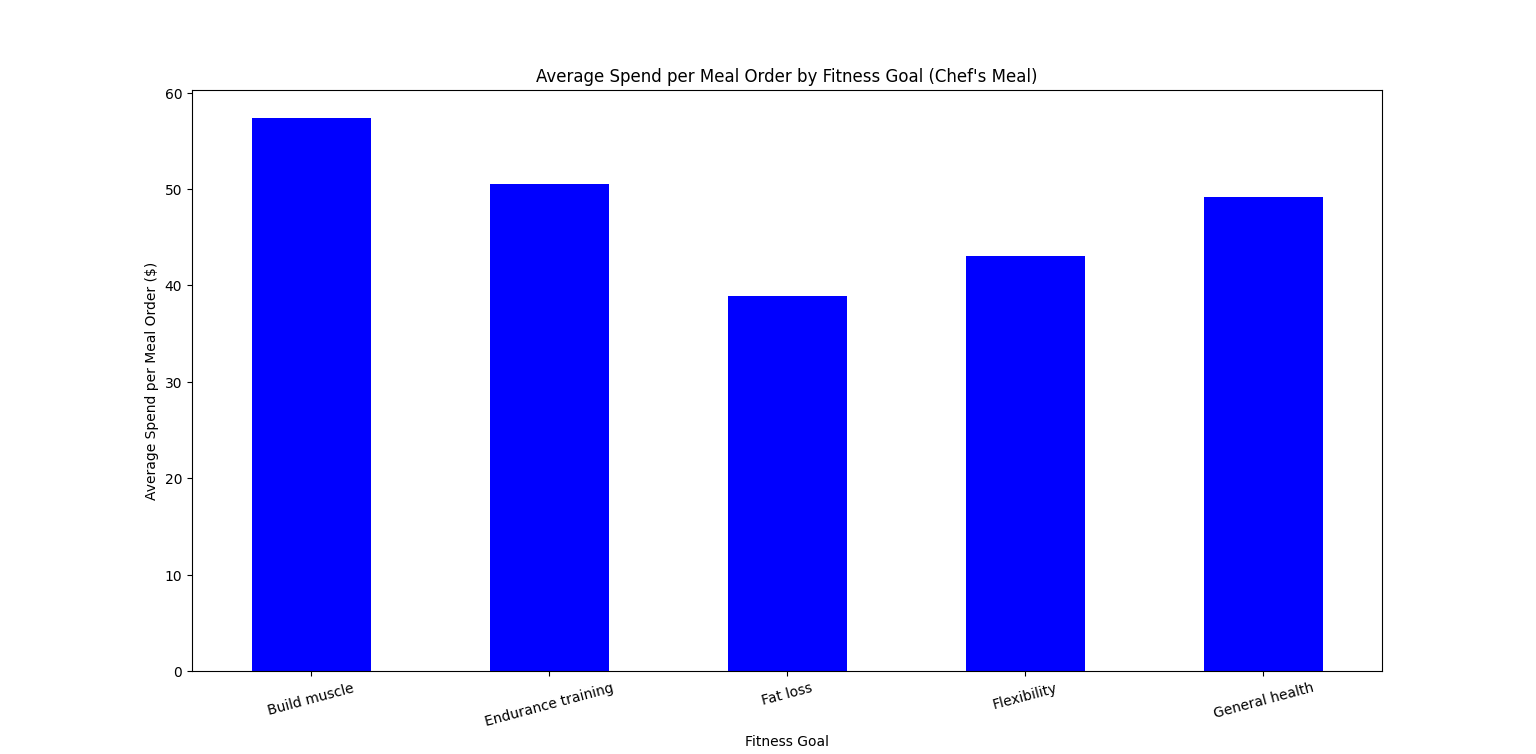 Average Spend per Meal Order by Fitness Goal (Chef's Meal)
Average Spend per Meal Order ($)
60
50
40
30
20
10
0
Build muscle
Endurance training
Fat loss
Flexibility
General health
Fitness Goal